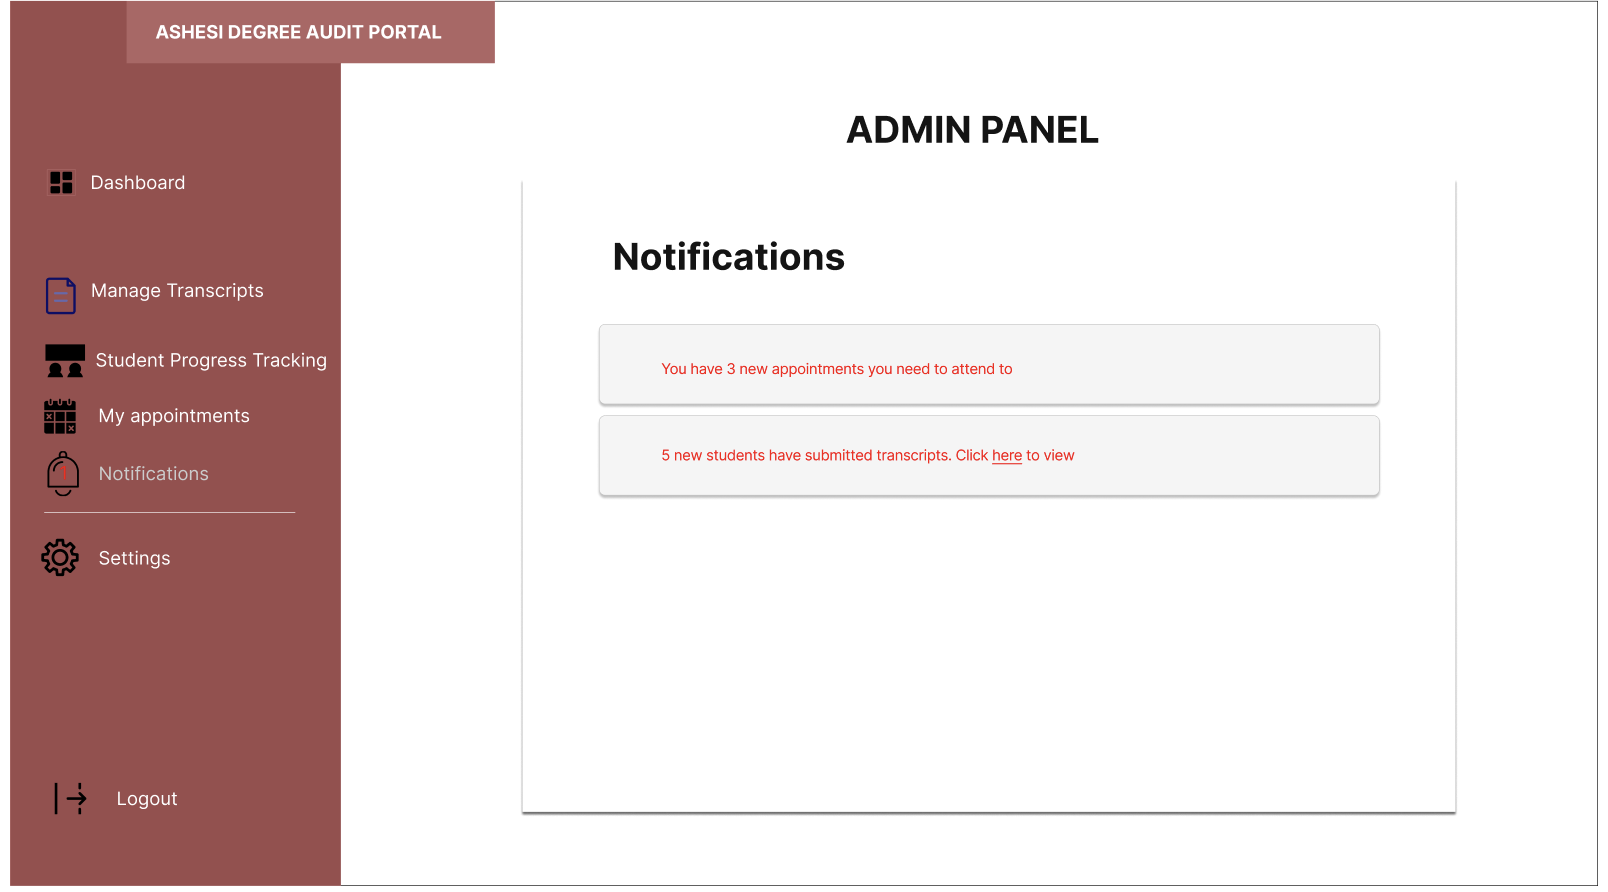 ASHESI DEGREE AUDIT PORTAL
ADMIN PANEL
Dashboard
Manage Transcripts
Student Progress Tracking
My appointments
1
Notifications
Settings
Logout
Notifications
You have 3 new appointments you need to attend to
5 new students have submitted transcripts. Click here to view